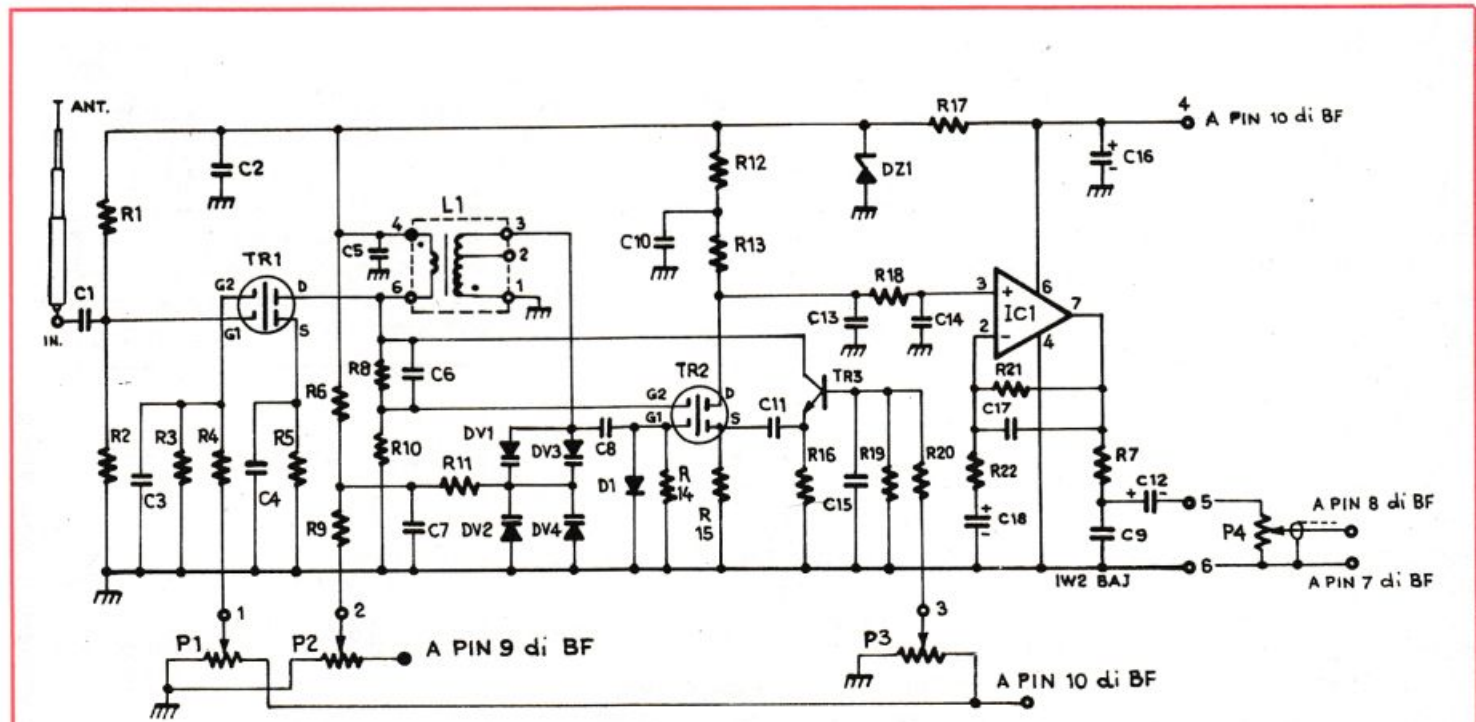 ANT.
IN.
C1
R1
C2
R2
TR1
G2
G1
D
S
C3
R3
R4
C4
R5
C5
L1
4
6
3
2
1
R6
R8
C6
R10
R9
C7
R11
DV1
DV2
DV3
DV4
C8
D1
R
14
TR2
G2
G1
D
S
R
15
C11
R12
C10
R13
DZ1
R17
4
A PIN 10 di BF
C16
TR3
R16
C15
R19
R20
C13
R18
C14
3
+
2
-
IC1
6
7
4
R21
C17
R22
+
C18
-
R7
+
C12
-
C9
5
P4
A PIN 8 di BF
6
A PIN 7 di BF
IW2 BAJ
1
P1
2
P2
A PIN 9 di BF
3
P3
A PIN 10 di BF